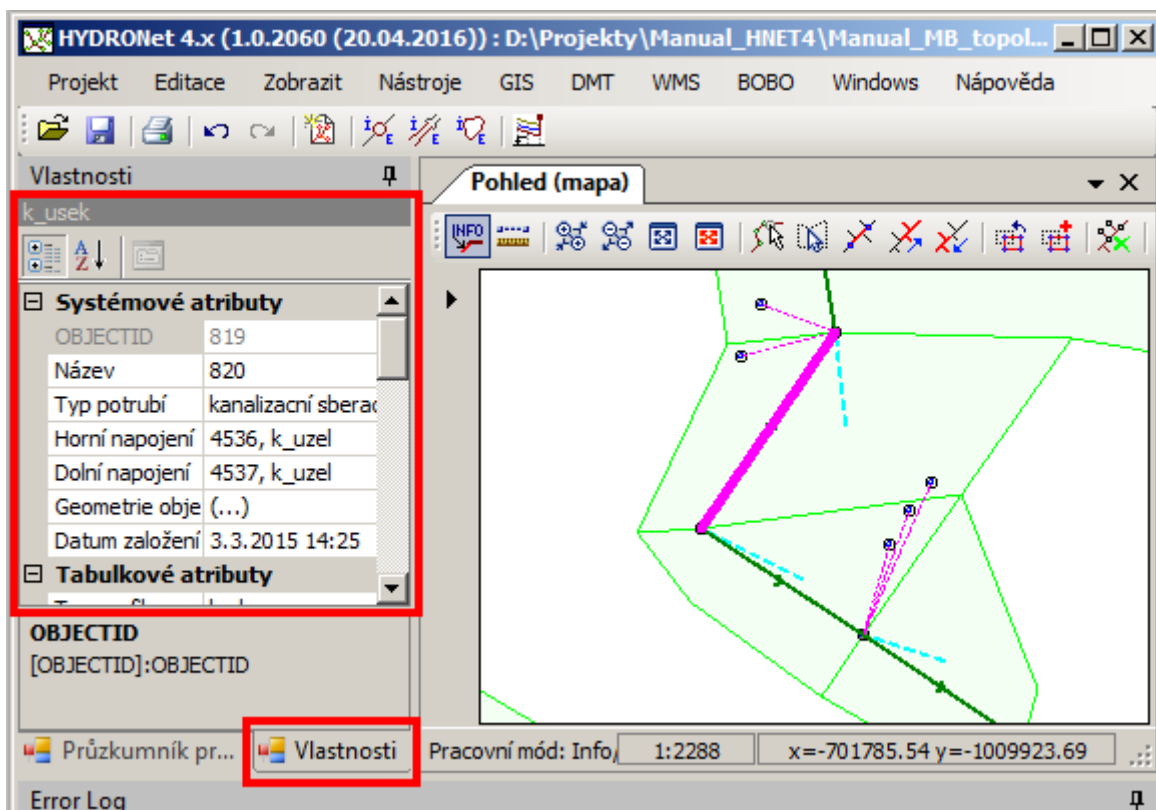 HYDRONet 4.x (1.0.2060 (20.04.2016)) : D:\Projekty\Manual_HNET4\Manual_MB_topol...
Projekt Editace Zobrazit Nástroje GIS DMT WMS BOBO Windows Nápověda
Vlastnosti
k_usek
Systémové atributy
OBJECTID 819
Název 820
Typ potrubí kanalizacní sberac
Horní napojení 4536, k_uzel
Dolní napojení 4537, k_uzel
Geometrie obje (...)
Datum založení 3.3.2015 14:25
Tabulkové atributy
OBJECTID
[OBJECTID]:OBJECTID
Průzkumník pr... Vlastnosti
Pohled (mapa)
INFO
Pracovní mód: Info/ 1:2288 x=-701785.54 y=-1009923.69
Error Log